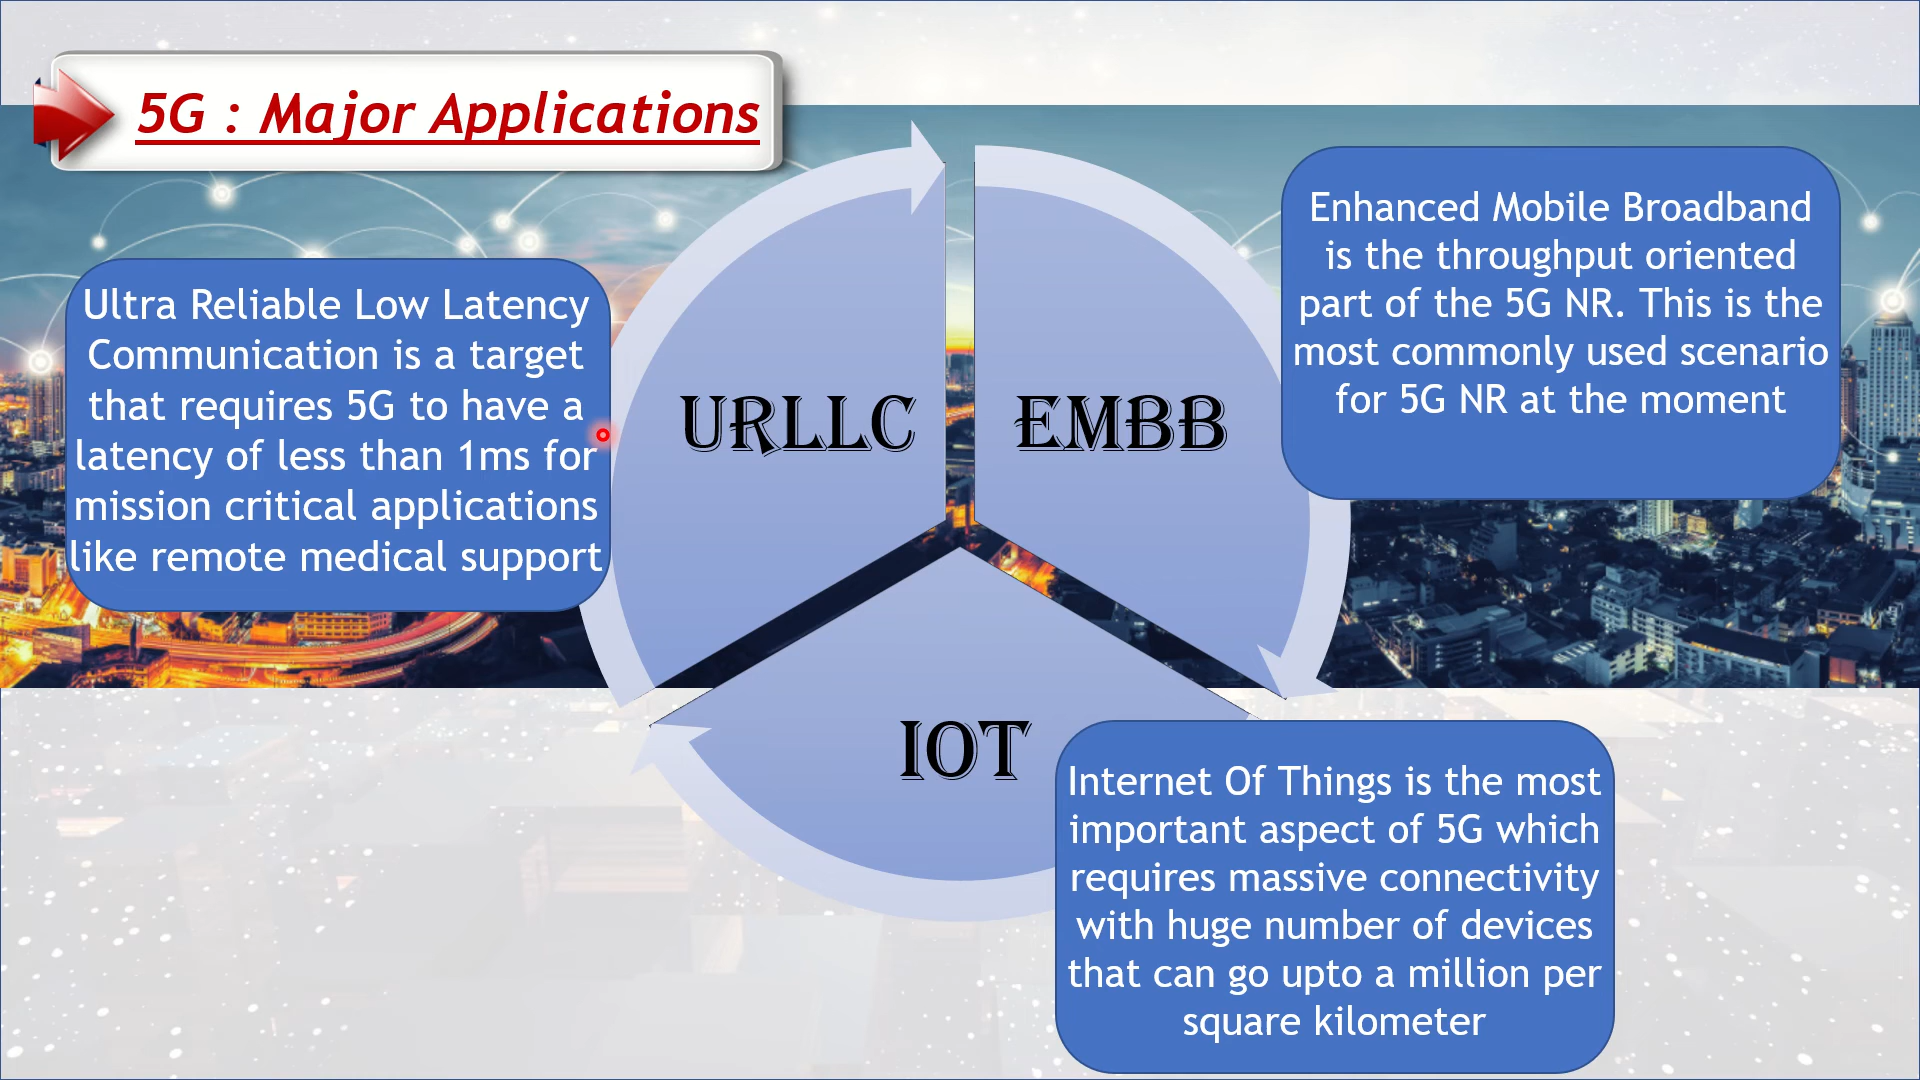 5G : Major Applications
Ultra Reliable Low Latency
Communication is a target
that requires 5G to have a
latency of less than 1ms for
mission critical applications
like remote medical support
URLLC
EMBB
Enhanced Mobile Broadband
is the throughput oriented
part of the 5G NR. This is the
most commonly used scenario
for 5G NR at the moment
IOT
Internet Of Things is the most
important aspect of 5G which
requires massive connectivity
with huge number of devices
that can go upto a million per
square kilometer